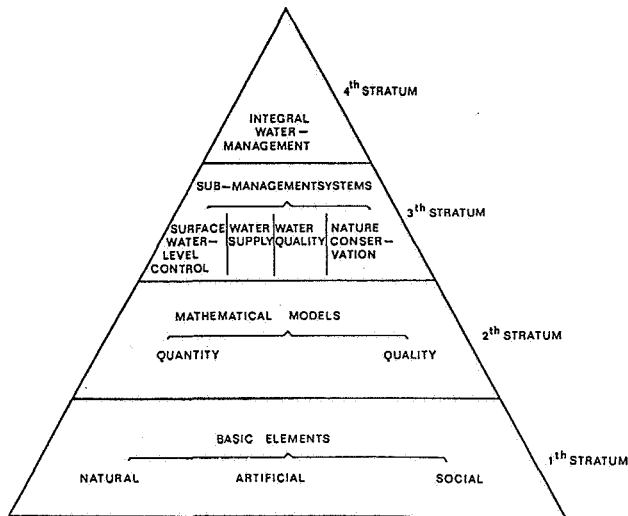 4th STRATUM
INTEGRAL
WATER-
MANAGEMENT
SUB-MANAGEMENTSYSTEMS
3th STRATUM
SURFACE WATER-LEVEL CONTROL
WATER SUPPLY
WATER QUALITY
NATURE CONSER-VATION
MATHEMATICAL MODELS
2th STRATUM
QUANTITY QUALITY
BASIC ELEMENTS
1th STRATUM
NATURAL ARTIFICIAL SOCIAL